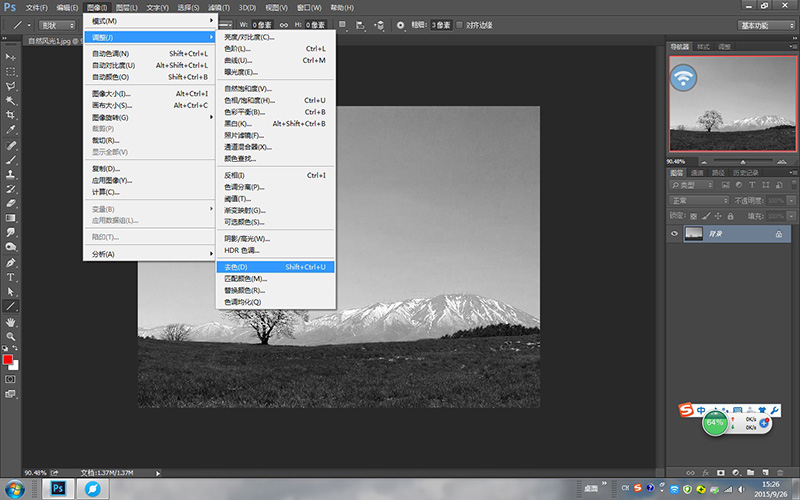 Ps 文件(F) 编辑(E) 图像(I) 图层(L) 文字(Y) 选择(S) 滤镜(T) 3D(D) 视图(V) 窗口(W) 帮助(H)
形状 W: 0 像素 H: 0 像素 粗细: 3 像素 对齐边缘 基本功能
自然风光1.jpg @
模式(M)
调整(J)
自动色调(N) Shift+Ctrl+L
自动对比度(U) Alt+Shift+Ctrl+L
自动颜色(O) Shift+Ctrl+B
图像大小(I)... Alt+Ctrl+I
画布大小(S)... Alt+Ctrl+C
图像旋转(G)
裁剪(P)
裁切(R)...
显示全部(V)
复制(D)...
应用图像(Y)...
计算(C)...
变量(B)
应用数据组(L)...
陷印(T)...
分析(A)
亮度/对比度(C)...
色阶(L)... Ctrl+L
曲线(U)... Ctrl+M
曝光度(E)...
自然饱和度(V)...
色相/饱和度(H)... Ctrl+U
色彩平衡(B)... Ctrl+B
黑白(K)... Alt+Shift+Ctrl+B
照片滤镜(F)...
通道混合器(X)...
颜色查找...
反相(I) Ctrl+I
色调分离(P)...
阈值(T)...
渐变映射(G)...
可选颜色(S)...
阴影/高光(W)...
HDR 色调...
去色(D) Shift+Ctrl+U
匹配颜色(M)...
替换颜色(R)...
色调均化(Q)
导航器 样式 调整
90.48%
图层 通道 路径 历史记录
类型
正常 不透明度: 100%
锁定: 填充: 100%
背景
中
64% 0K/s
0K/s
90.48% 文档:1.37M/1.37M
Ps 桌面 CH 15:26
2015/9/26